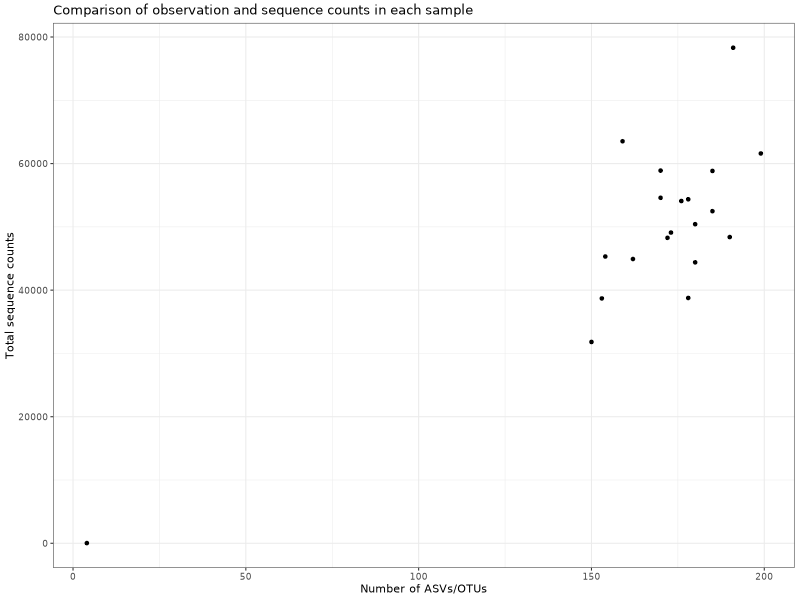 Comparison of observation and sequence counts in each sample
80000
60000
40000
20000
0
Total sequence counts
0 50 100 150 200
Number of ASVs/OTUs